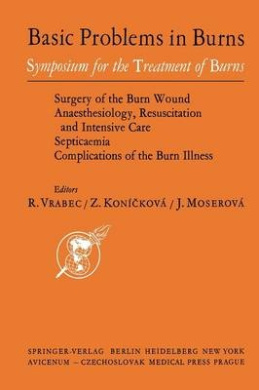 Basic Problems in Burns
Symposium for the Treatment of Burns
Surgery of the Burn Wound
Anaesthesiology, Resuscitation
and Intensive Care
Septicaemia
Complications of the Burn Illness
Editors
R. VRABEC / Z. KONÍČKOVÁ / J. MOSEROVÁ
SPRINGER-VERLAG BERLIN HEIDELBERG NEW YORK
AVICENUM – CZECHOSLOVAK MEDICAL PRESS PRAGUE